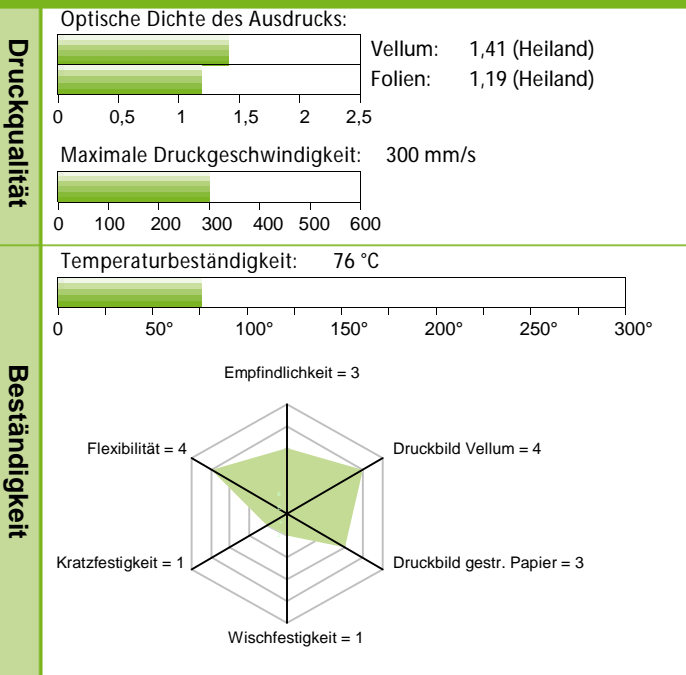 Druckqualität
Optische Dichte des Ausdrucks:
Vellum: 1,41 (Heiland)
Folien: 1,19 (Heiland)
0 0,5 1 1,5 2 2,5
Maximale Druckgeschwindigkeit: 300 mm/s
0 100 200 300 400 500 600
Beständigkeit
Temperaturbeständigkeit: 76 °C
0 50° 100° 150° 200° 250° 300°
Empfindlichkeit = 3
Flexibilität = 4
Druckbild Vellum = 4
Kratzfestigkeit = 1
Druckbild gestr. Papier = 3
Wischfestigkeit = 1